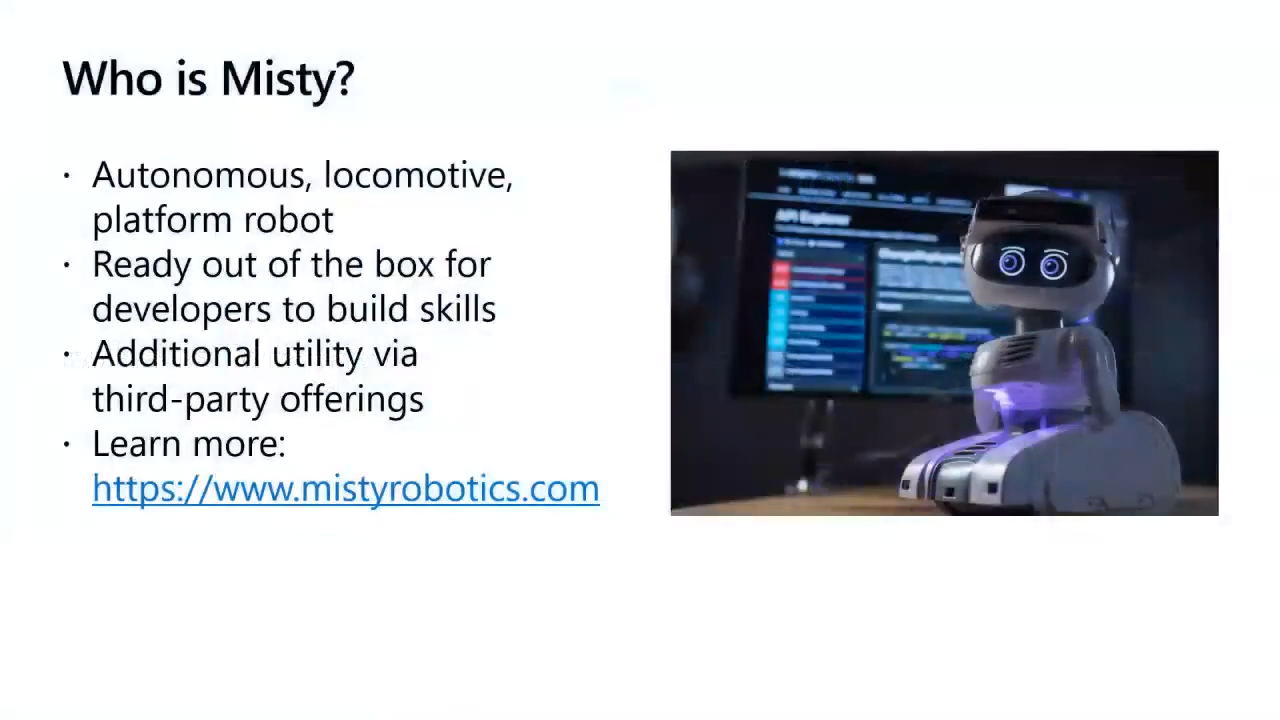 Who is Misty?
· Autonomous, locomotive,
platform robot
· Ready out of the box for
developers to build skills
· Additional utility via
third-party offerings
· Learn more:
https://www.mistyrobotics.com
API Explorer